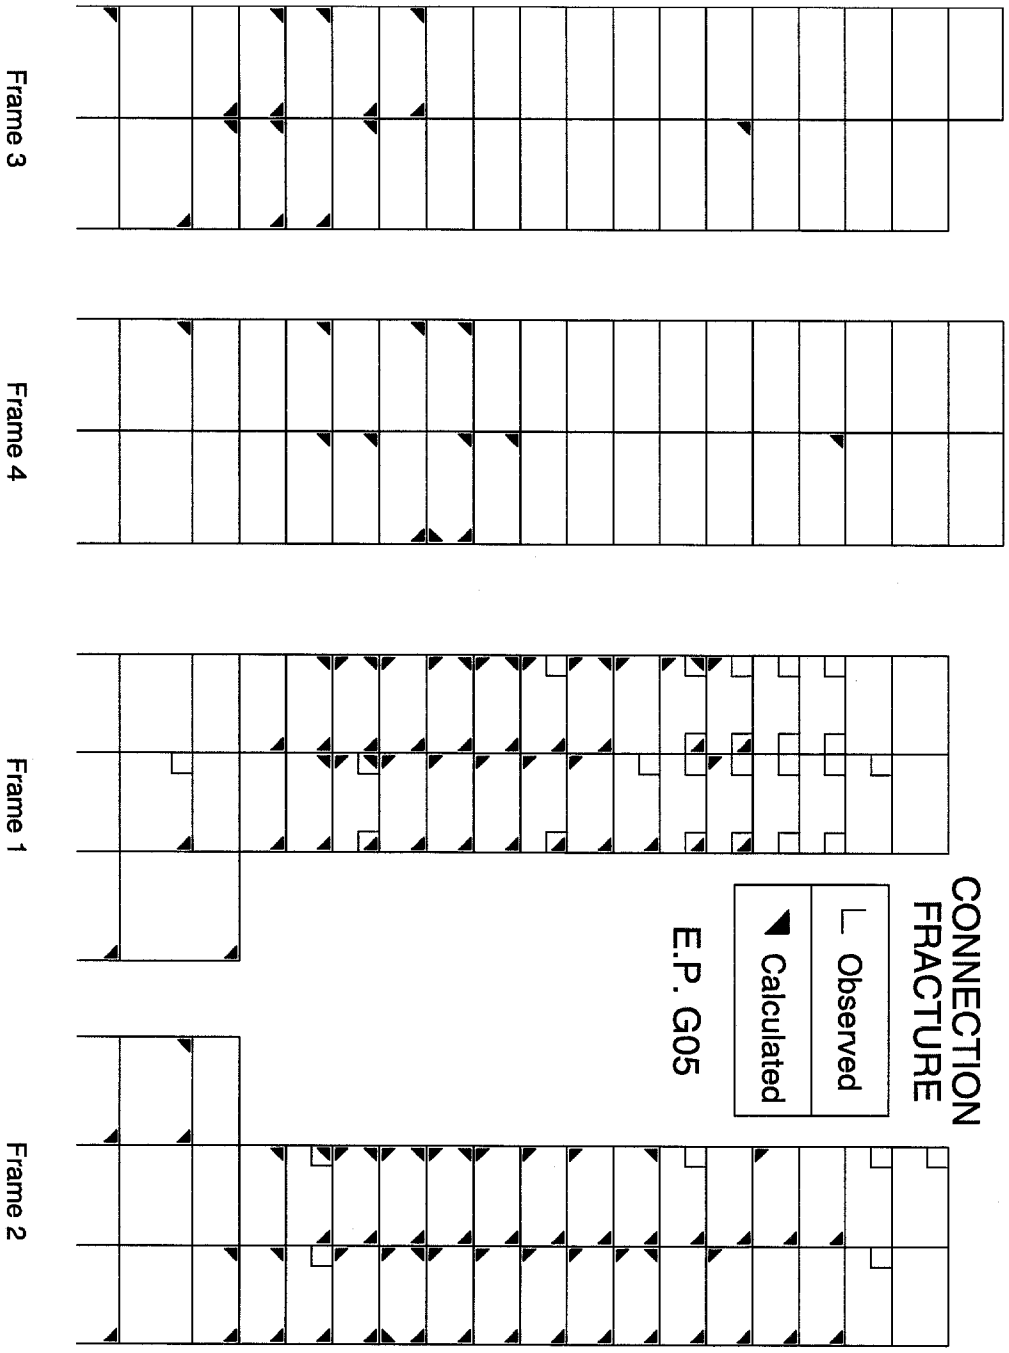 CONNECTION
FRACTURE
Observed
Calculated
E.P. G05
Frame 3
Frame 4
Frame 1
Frame 2